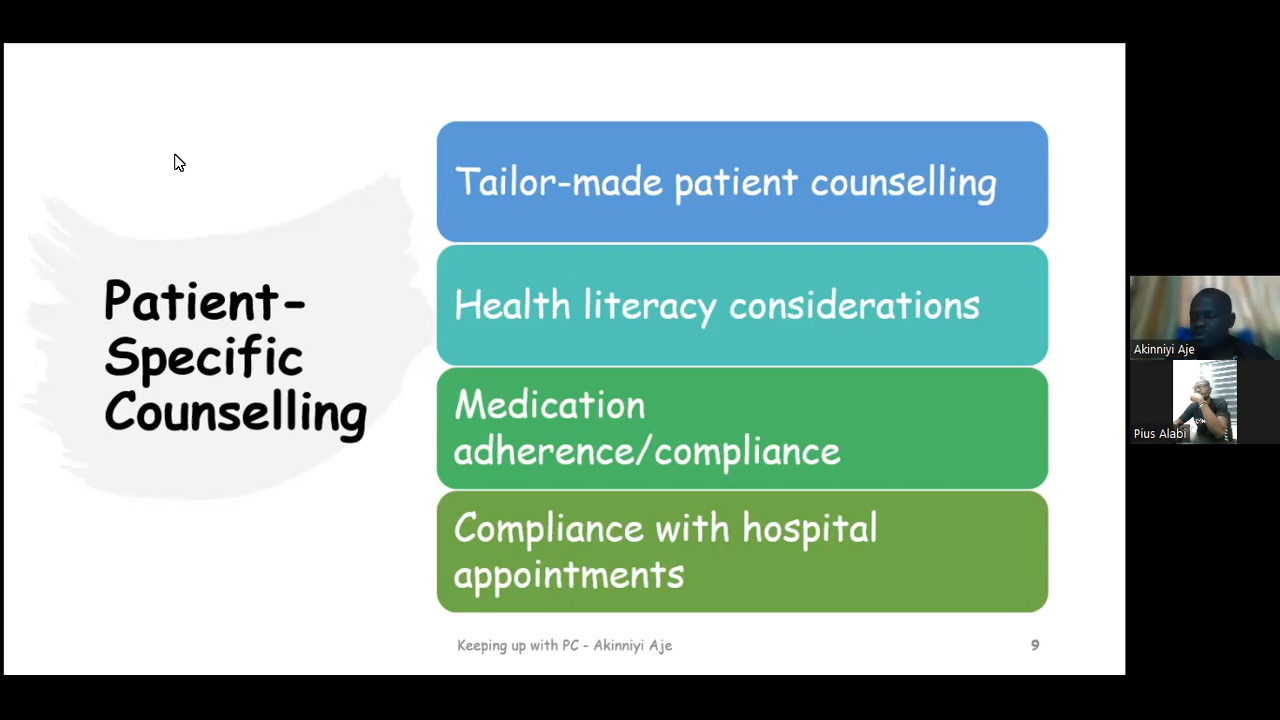 Patient-
Specific
Counselling
Tailor-made patient counselling
Health literacy considerations
Medication
adherence/compliance
Compliance with hospital
appointments
Keeping up with PC - Akinniyi Aje
9
Akinniyi Aje
Pius Alabi